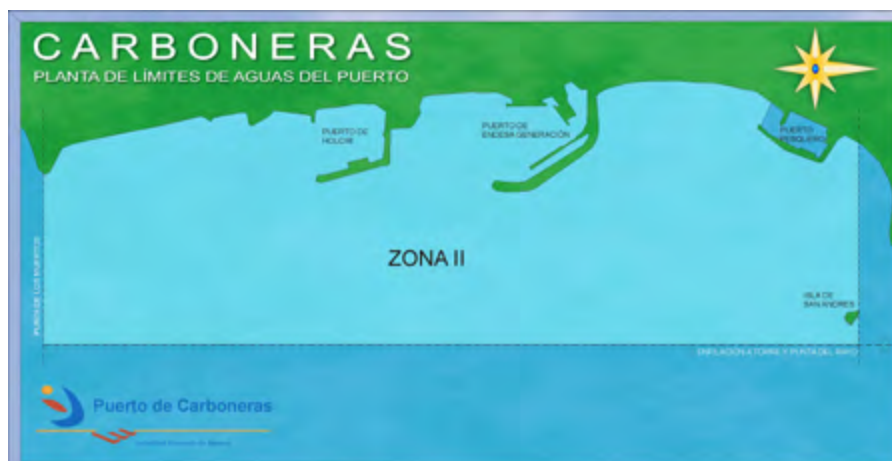 CARBONERAS
PLANTA DE LÍMITES DE AGUAS DEL PUERTO
PUERTO DE
HOLCIM
PUERTO DE
ENDESA GENERACIÓN
PUERTO
PESQUERO
ZONA II
PUNTA DE LOS MUERTOS
ISLA DE
SAN ANDRES
ENFILACIÓN A TORRE Y PUNTA DEL RAYO
Puerto de Carboneras